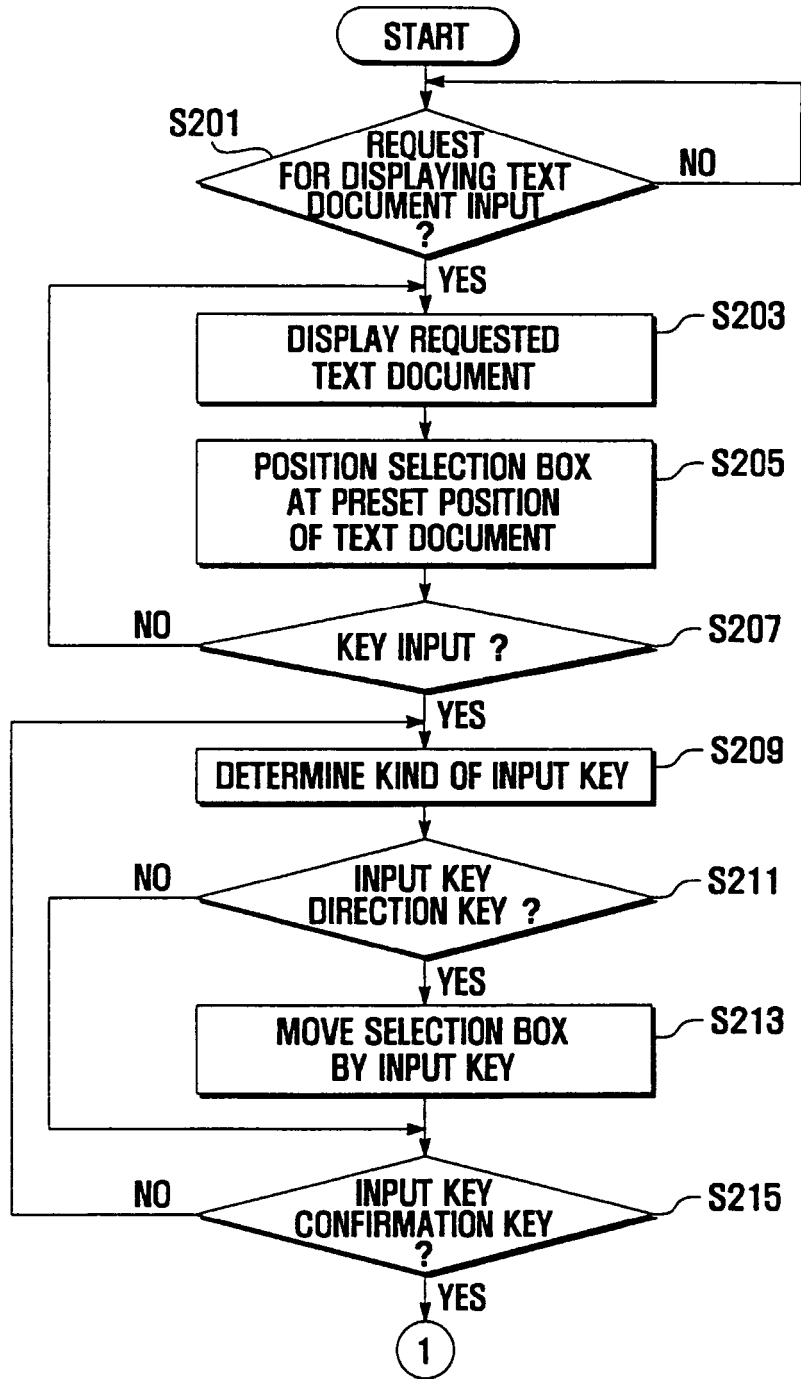 START
S201
REQUEST
FOR DISPLAYING TEXT
DOCUMENT INPUT
?
NO
YES
DISPLAY REQUESTED
TEXT DOCUMENT
S203
POSITION SELECTION BOX
AT PRESET POSITION
OF TEXT DOCUMENT
S205
NO
KEY INPUT ?
S207
YES
DETERMINE KIND OF INPUT KEY
S209
NO
INPUT KEY
DIRECTION KEY ?
S211
YES
MOVE SELECTION BOX
BY INPUT KEY
S213
NO
INPUT KEY
CONFIRMATION KEY
?
S215
YES
1